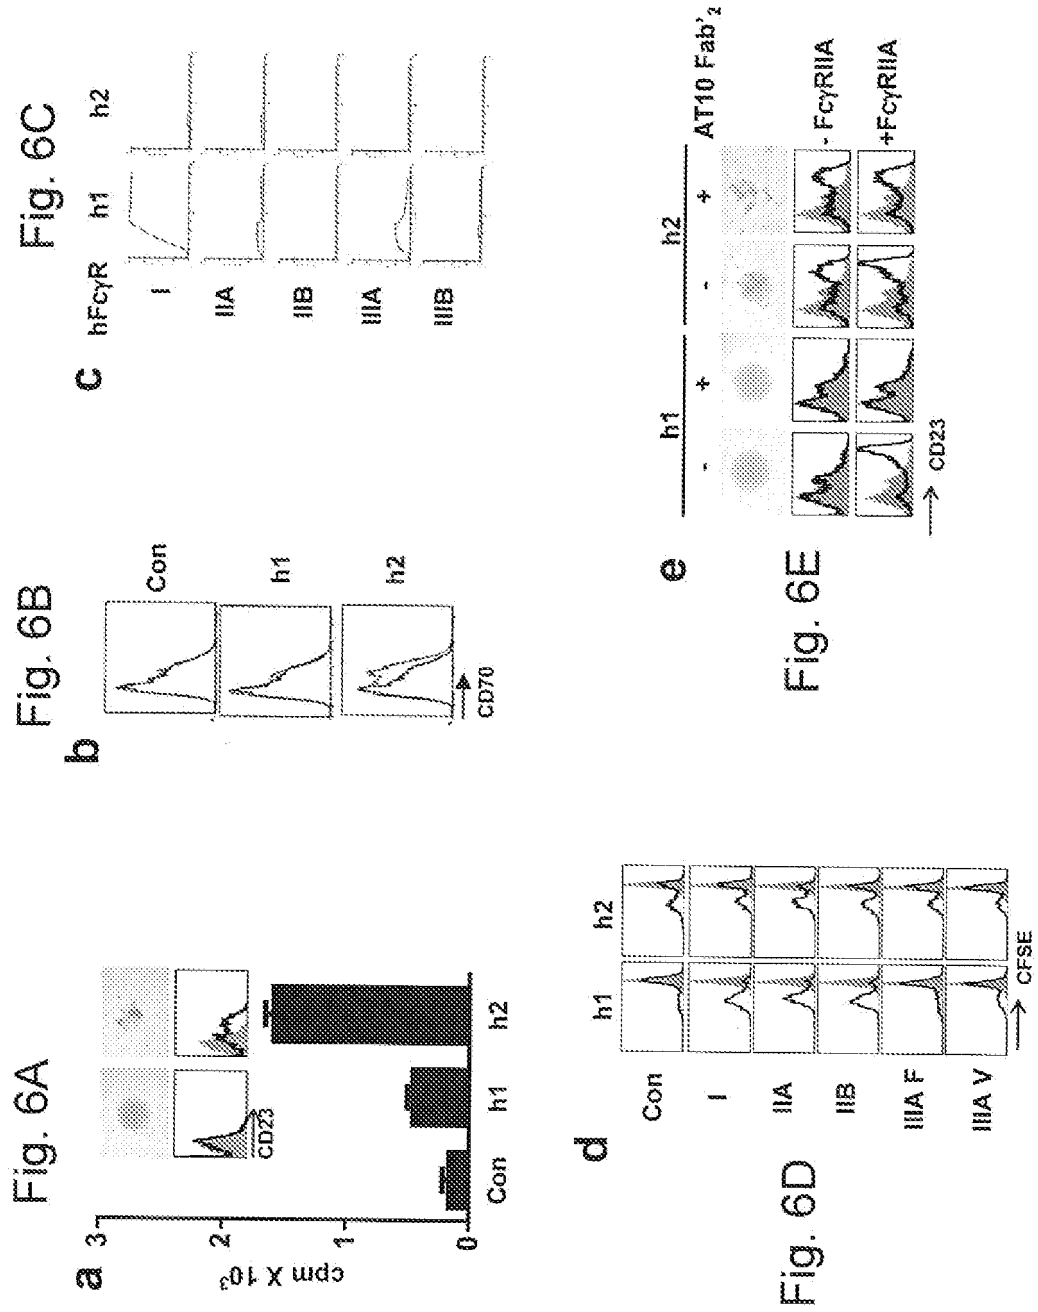 Fig. 6A
a
3
2
1
0
cpm X 10³
CD23
Con
h1
h2
Fig. 6B
b
Con
h1
h2
CD70
Fig. 6C
c
hFcγR
h1
h2
I
IIA
IIB
IIIA
IIIB
Fig. 6D
d
h1
h2
Con
I
IIA
IIB
IIIA F
IIIA V
CFSE
Fig. 6E
e
h1
h2
-
+
-
+
AT10 Fab'₂
- FcγRIIA
+FcγRIIA
CD23